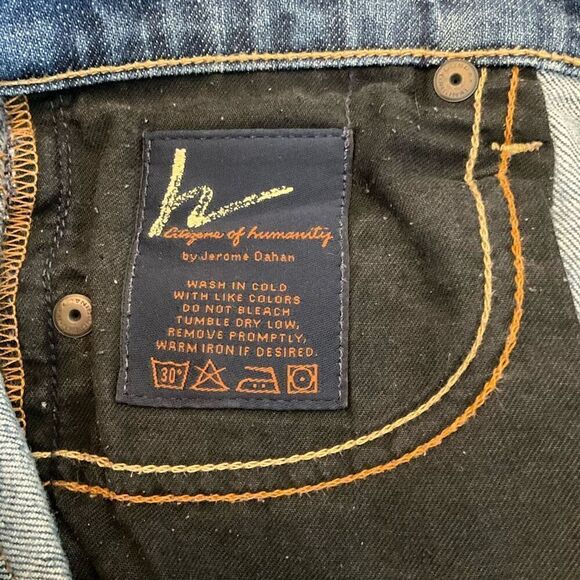 h
Citizens of humanity
by Jerome Dahan
WASH IN COLD
WITH LIKE COLORS
DO NOT BLEACH
TUMBLE DRY LOW,
REMOVE PROMPTLY,
WARM IRON IF DESIRED.
30°